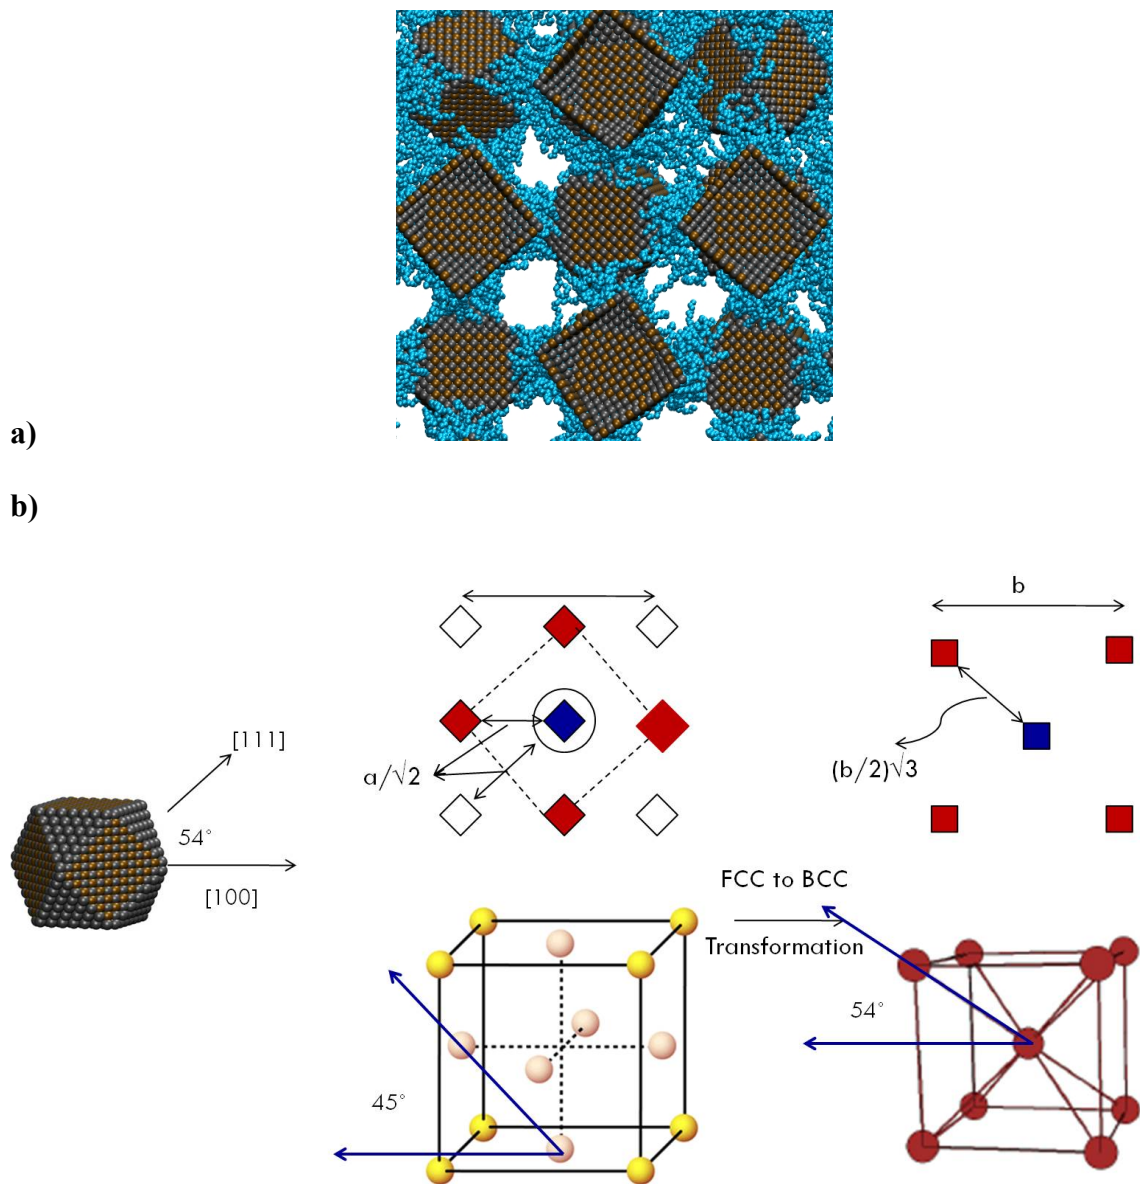 a)
b)
b
[111]
a/√2
(b/2)√3
54°
[100]
FCC to BCC
Transformation
54°
45°